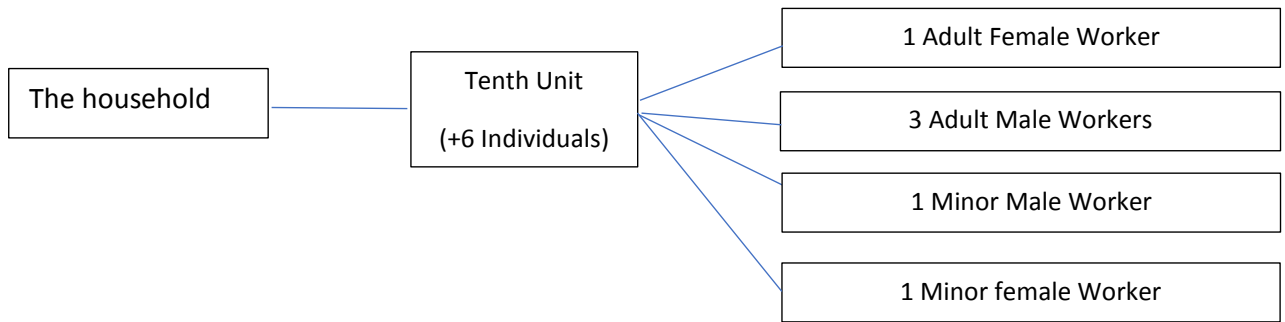 The household
Tenth Unit
(+6 Individuals)
1 Adult Female Worker
3 Adult Male Workers
1 Minor Male Worker
1 Minor female Worker